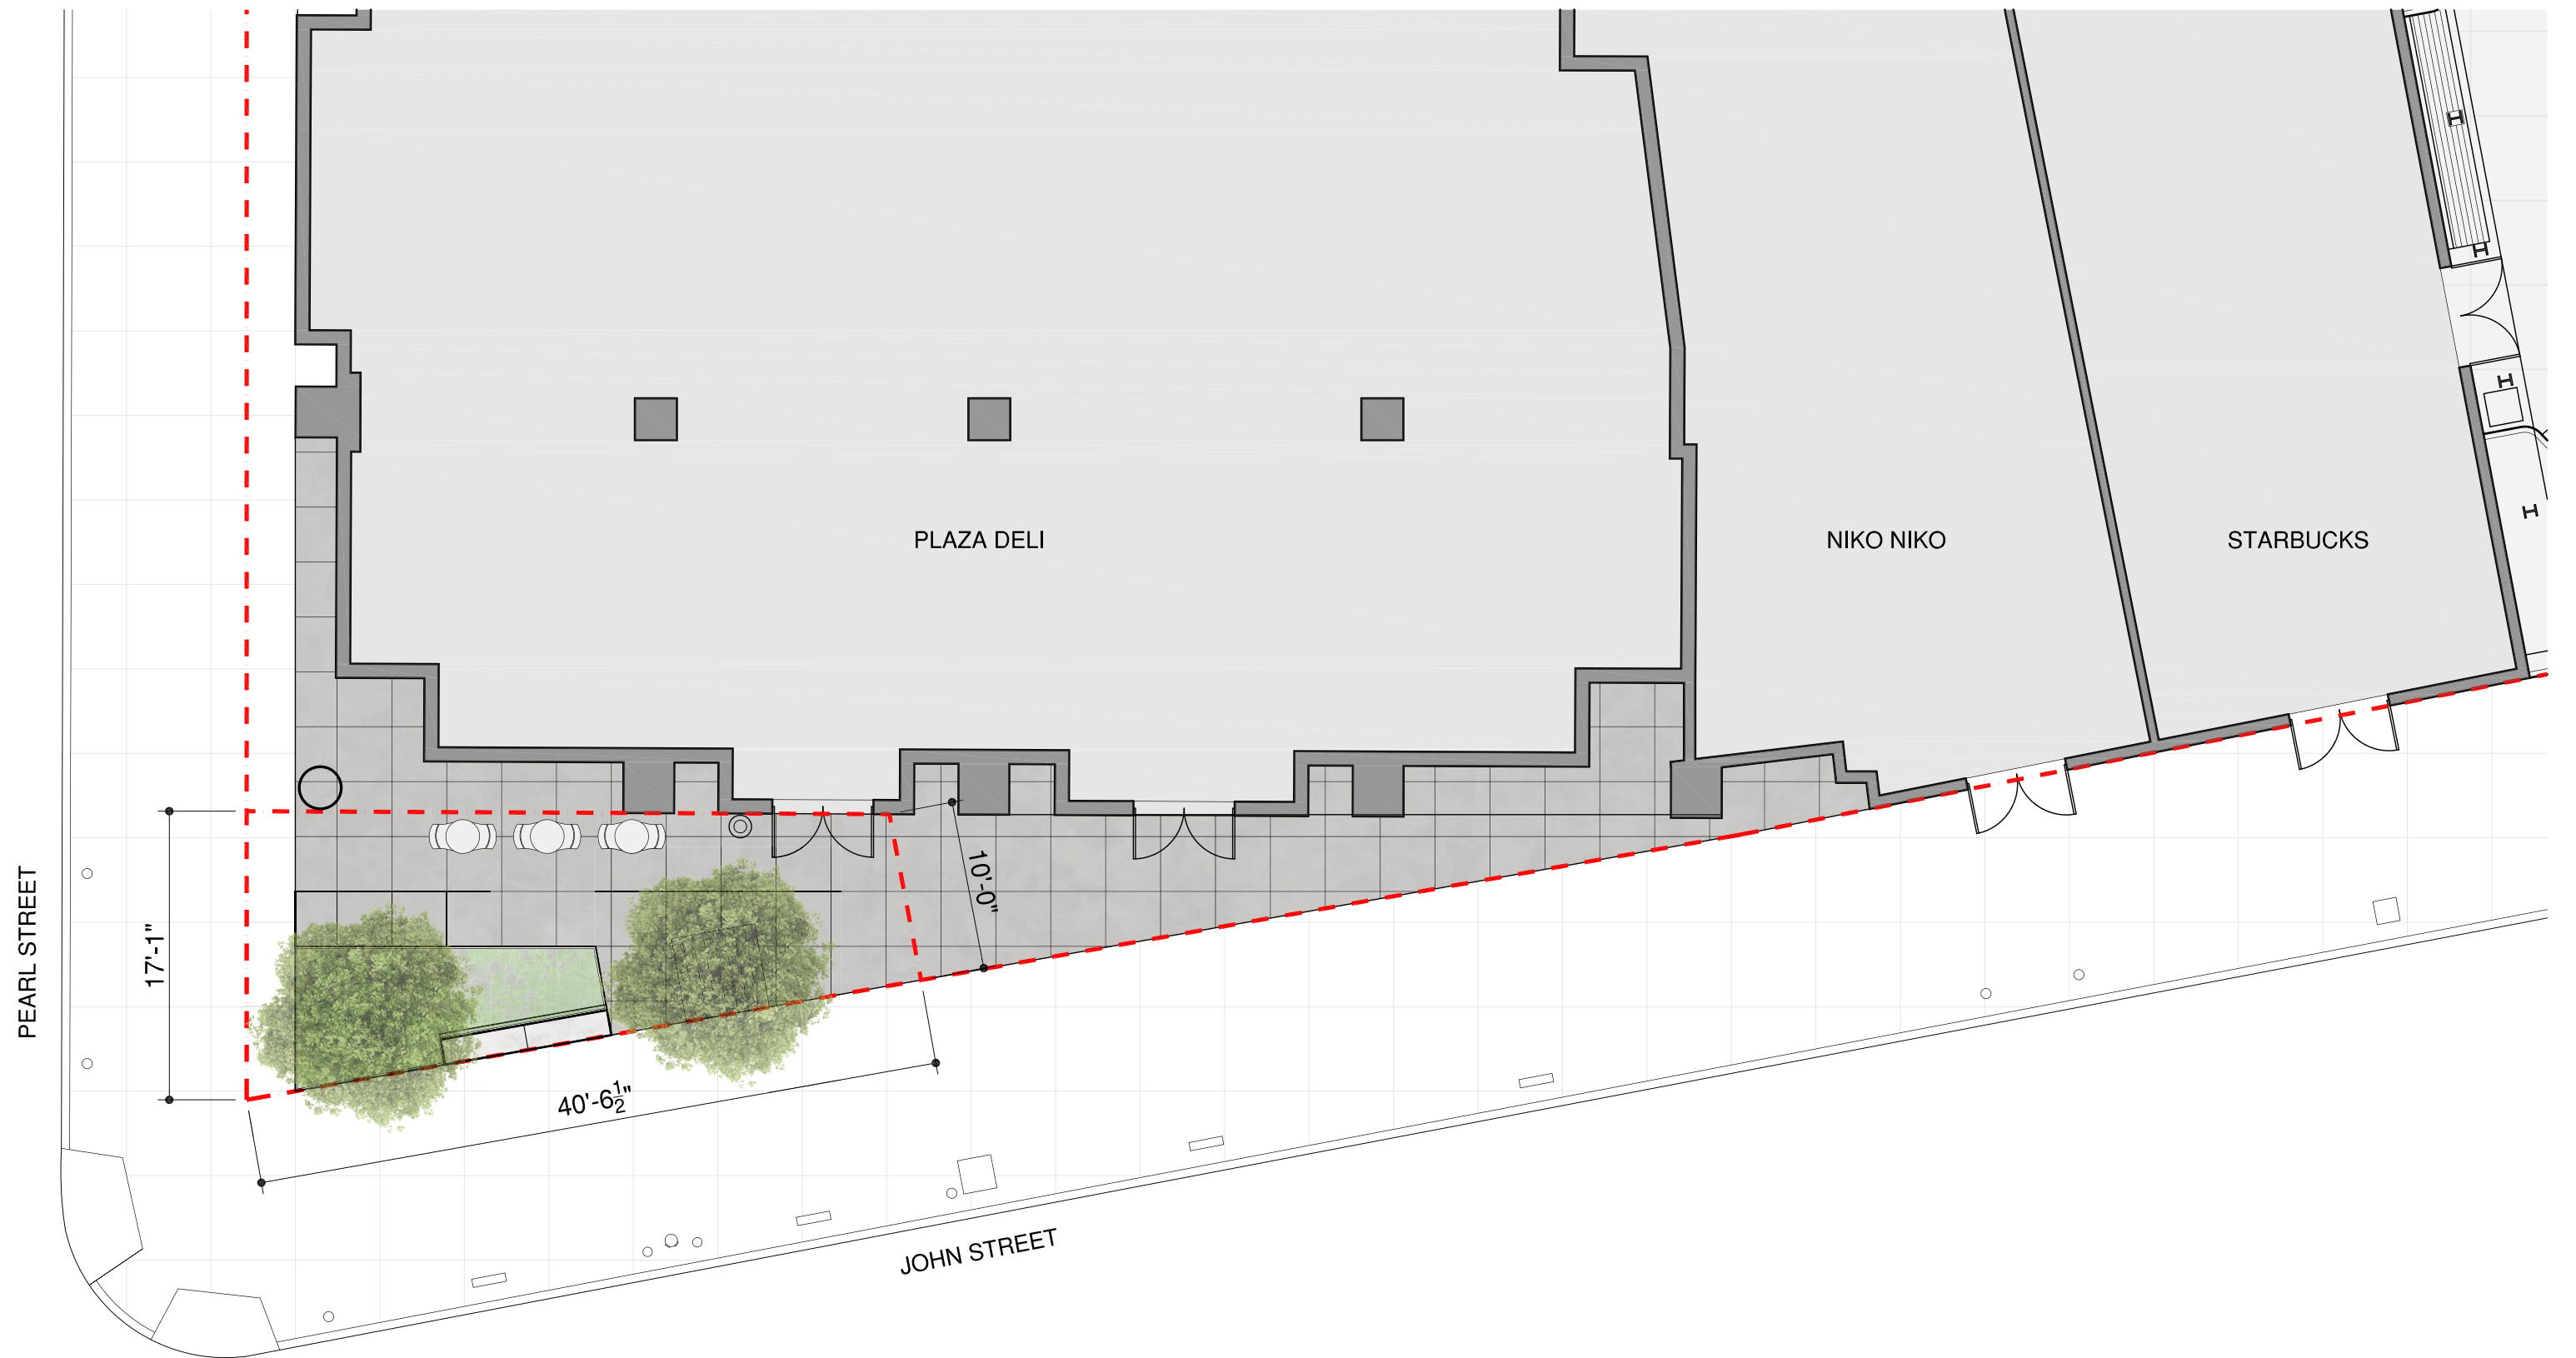 PLAZA DELI
NIKO NIKO
STARBUCKS
PEARL STREET
17'-1"
10'-0"
40'-6½"
JOHN STREET